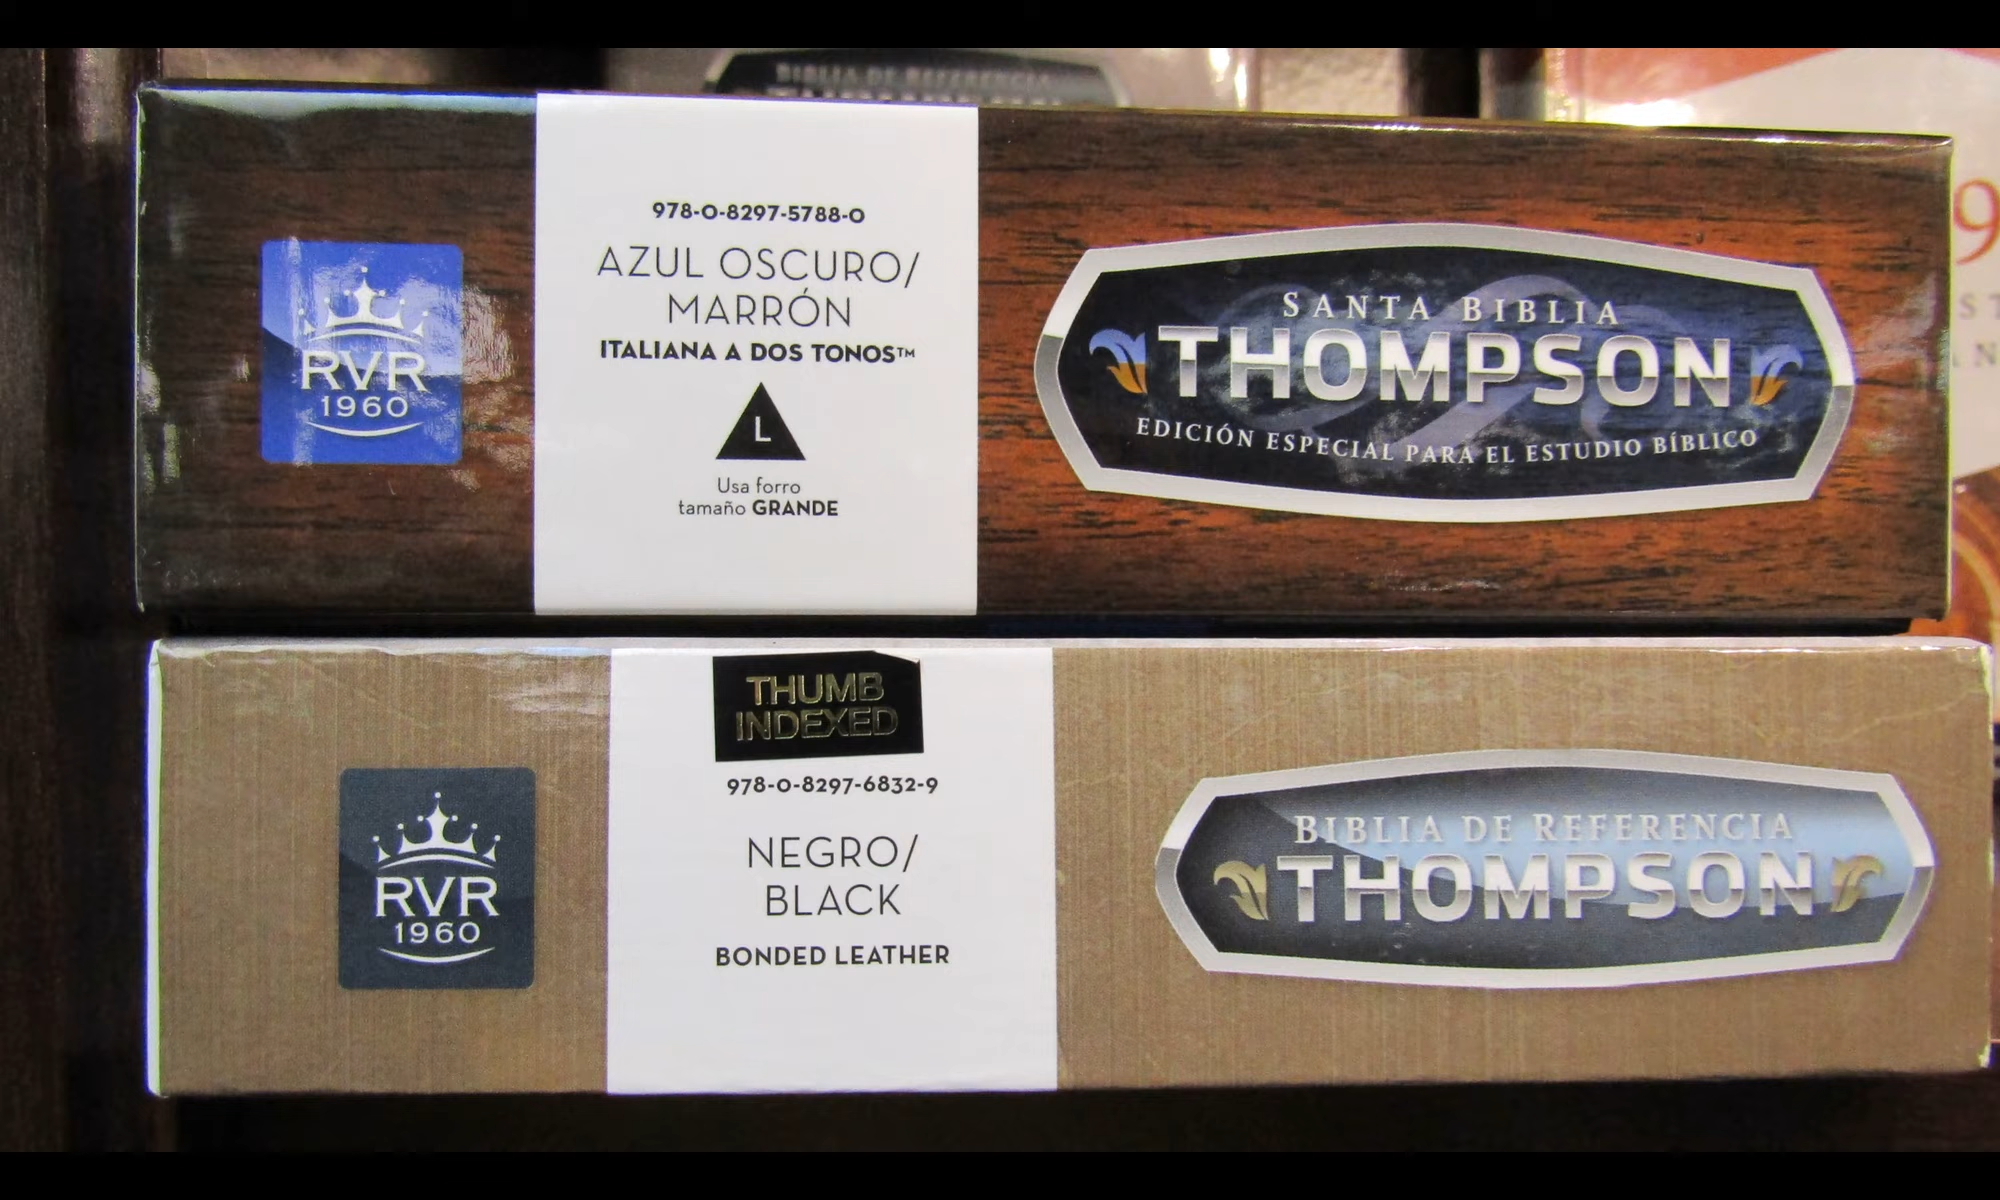 BIBLIA DE REFERENCIA
RVR
1960
978-0-8297-5788-0
AZUL OSCURO/
MARRÓN
ITALIANA A DOS TONOS™
L
Usa forro
tamaño GRANDE
SANTA BIBLIA
THOMPSON
EDICIÓN ESPECIAL PARA EL ESTUDIO BÍBLICO
9
RVR
1960
THUMB
INDEXED
978-0-8297-6832-9
NEGRO/
BLACK
BONDED LEATHER
BIBLIA DE REFERENCIA
THOMPSON